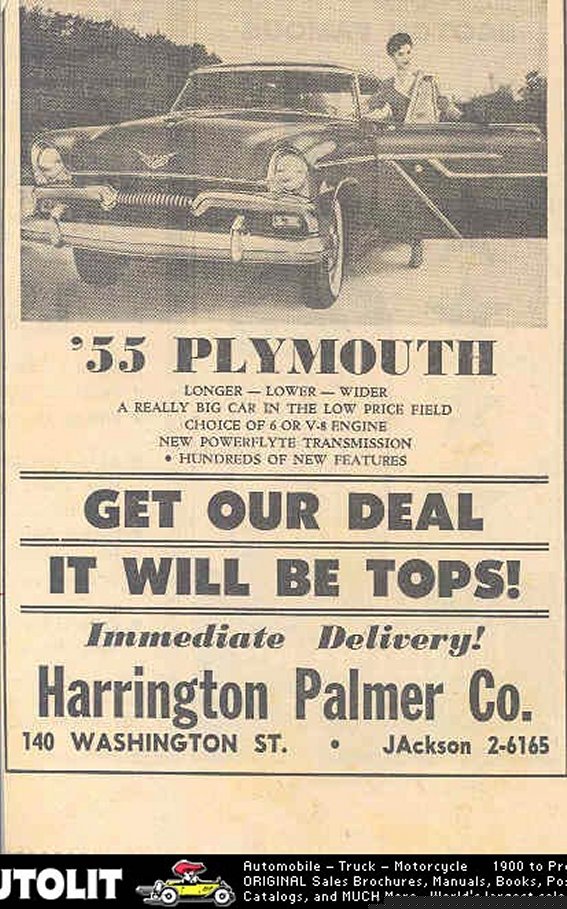 '55 PLYMOUTH
LONGER — LOWER — WIDER
A REALLY BIG CAR IN THE LOW PRICE FIELD
CHOICE OF 6 OR V-8 ENGINE
NEW POWERFLYTE TRANSMISSION
• HUNDREDS OF NEW FEATURES
GET OUR DEAL
IT WILL BE TOPS!
Immediate Delivery!
Harrington Palmer Co.
140 WASHINGTON ST. • JAckson 2-6165
UTOLIT
Automobile – Truck – Motorcycle 1900 to Pr
ORIGINAL Sales Brochures, Manuals, Books, Po
Catalogs, and MUCH